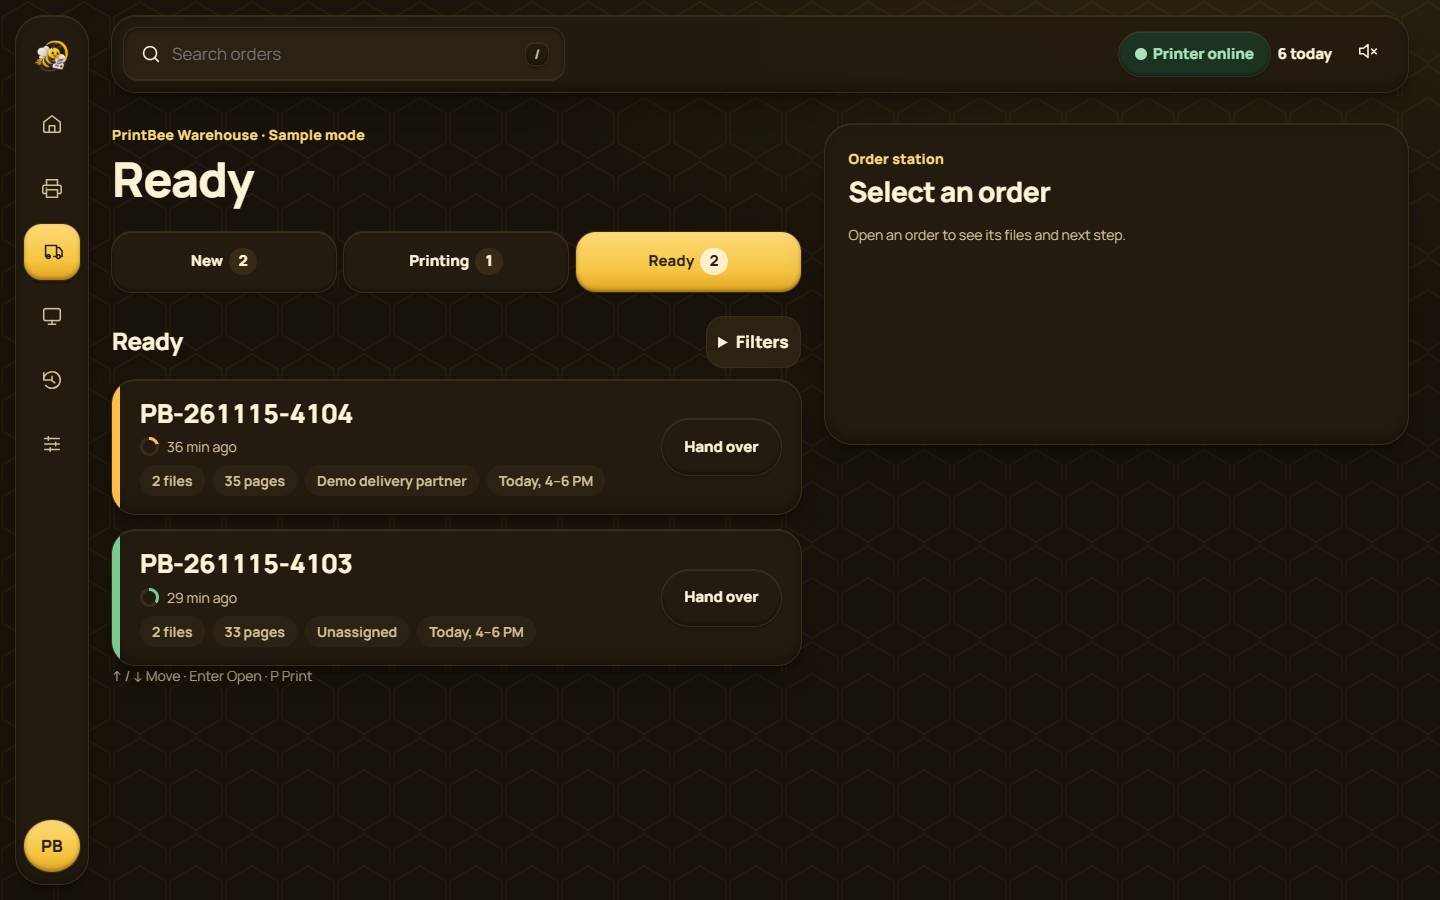 Search orders
/
Printer online
6 today
PrintBee Warehouse · Sample mode
Ready
New 2
Printing 1
Ready 2
Ready
Filters
PB-261115-4104
36 min ago
2 files
35 pages
Demo delivery partner
Today, 4–6 PM
Hand over
PB-261115-4103
29 min ago
2 files
33 pages
Unassigned
Today, 4–6 PM
Hand over
↑ / ↓ Move · Enter Open · P Print
Order station
Select an order
Open an order to see its files and next step.
PB